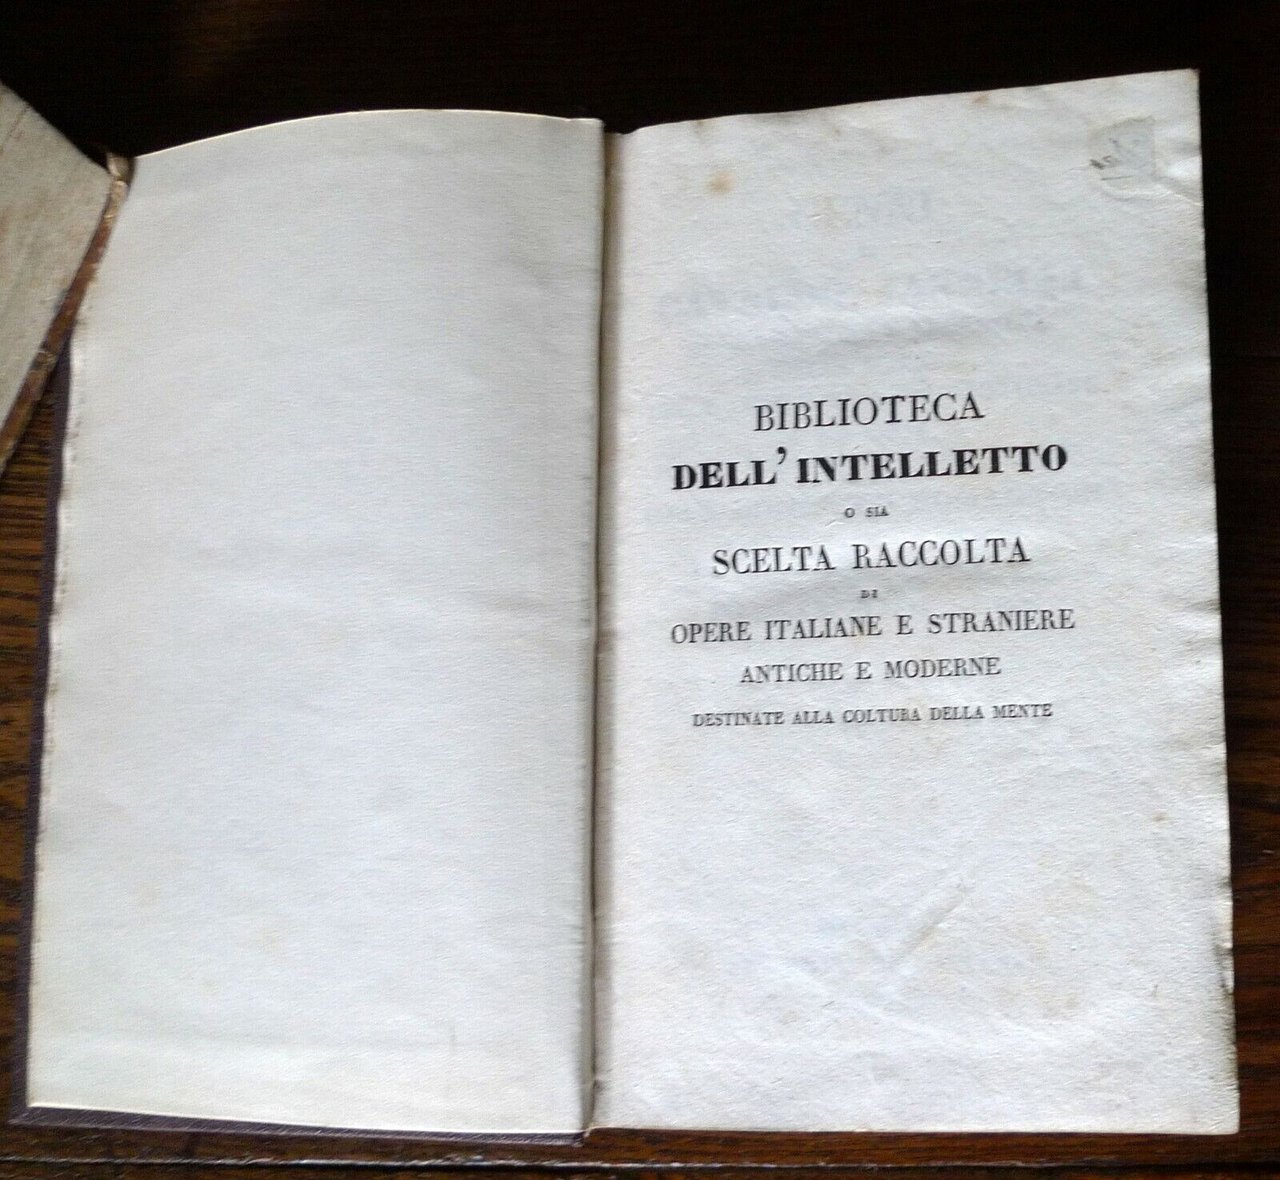 BIBLIOTECA
DELL' INTELLETTO
O SIA
SCELTA RACCOLTA
DI
OPERE ITALIANE E STRANIERE
ANTICHE E MODERNE
DESTINATE ALLA COLTURA DELLA MENTE